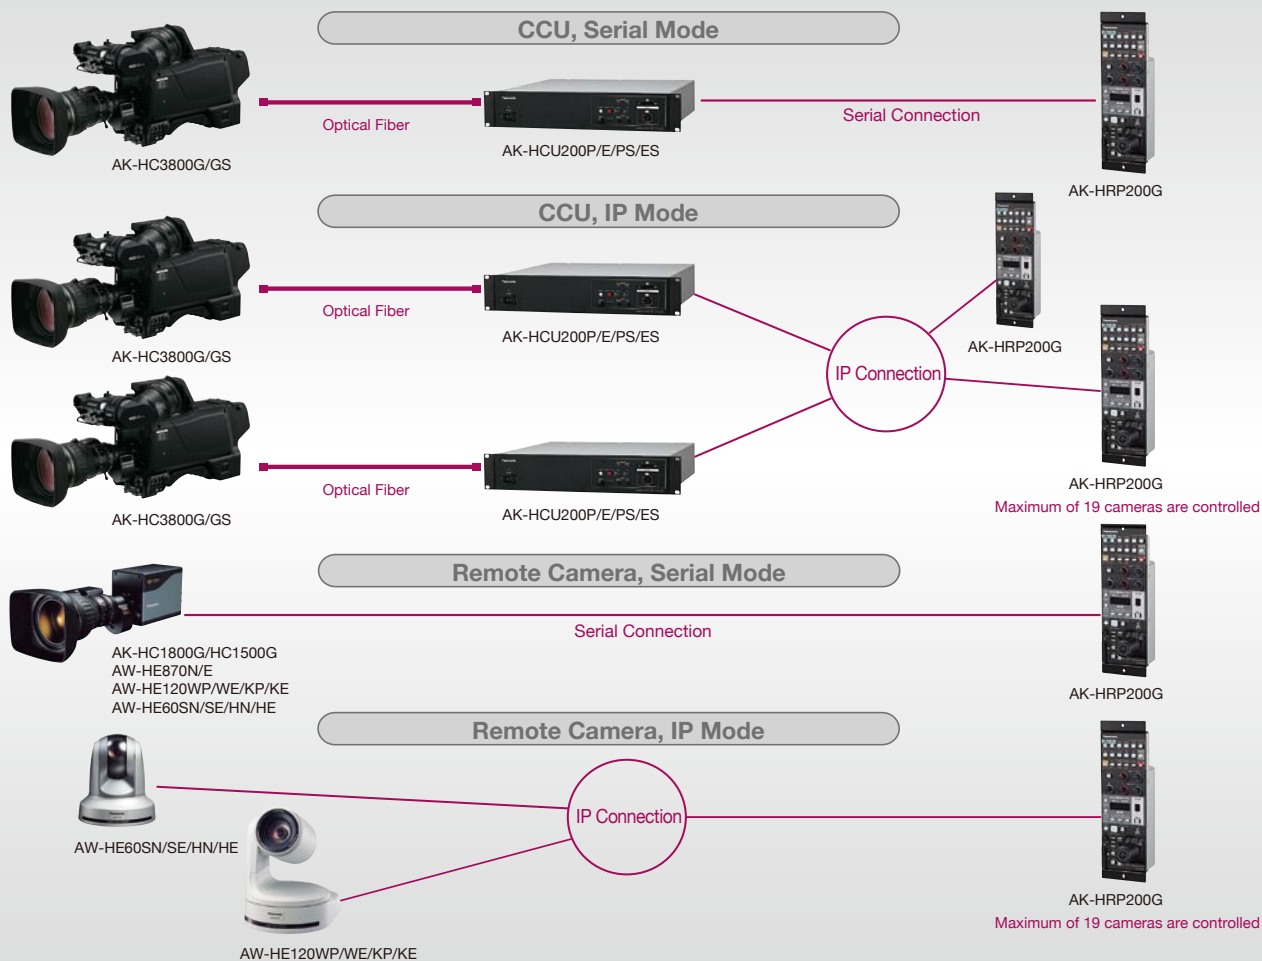 CCU, Serial Mode
Optical Fiber
Serial Connection
AK-HC3800G/GS
AK-HCU200P/E/PS/ES
AK-HRP200G
CCU, IP Mode
Optical Fiber
AK-HC3800G/GS
AK-HCU200P/E/PS/ES
AK-HRP200G
IP Connection
Optical Fiber
AK-HC3800G/GS
AK-HCU200P/E/PS/ES
AK-HRP200G
Maximum of 19 cameras are controlled
Remote Camera, Serial Mode
Serial Connection
AK-HC1800G/HC1500G
AW-HE870N/E
AW-HE120WP/WE/KP/KE
AW-HE60SN/SE/HN/HE
AK-HRP200G
Remote Camera, IP Mode
IP Connection
AW-HE60SN/SE/HN/HE
AW-HE120WP/WE/KP/KE
AK-HRP200G
Maximum of 19 cameras are controlled